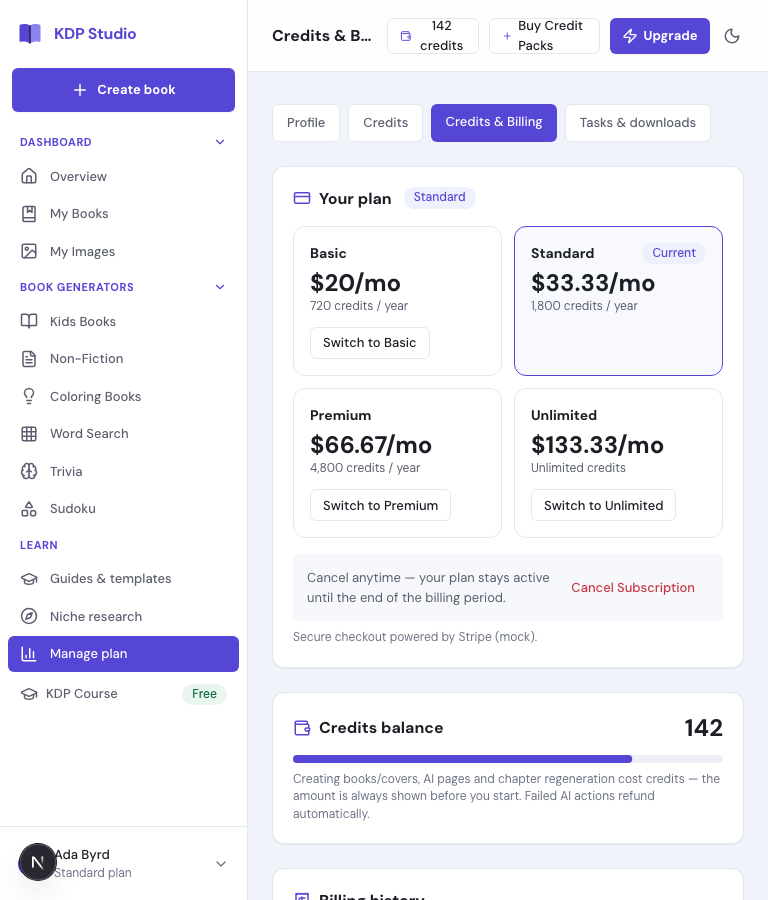 KDP Studio
Create book
DASHBOARD
Overview
My Books
My Images
BOOK GENERATORS
Kids Books
Non-Fiction
Coloring Books
Word Search
Trivia
Sudoku
LEARN
Guides & templates
Niche research
Manage plan
KDP Course
Free
Ada Byrd
Standard plan
N
Credits & B...
142
credits
Buy Credit
Packs
Upgrade
Profile
Credits
Credits & Billing
Tasks & downloads
Your plan
Standard
Basic
$20/mo
720 credits / year
Switch to Basic
Standard
Current
$33.33/mo
1,800 credits / year
Premium
$66.67/mo
4,800 credits / year
Switch to Premium
Unlimited
$133.33/mo
Unlimited credits
Switch to Unlimited
Cancel anytime — your plan stays active
until the end of the billing period.
Cancel Subscription
Secure checkout powered by Stripe (mock).
Credits balance
142
Creating books/covers, AI pages and chapter regeneration cost credits — the
amount is always shown before you start. Failed AI actions refund
automatically.
Billing history